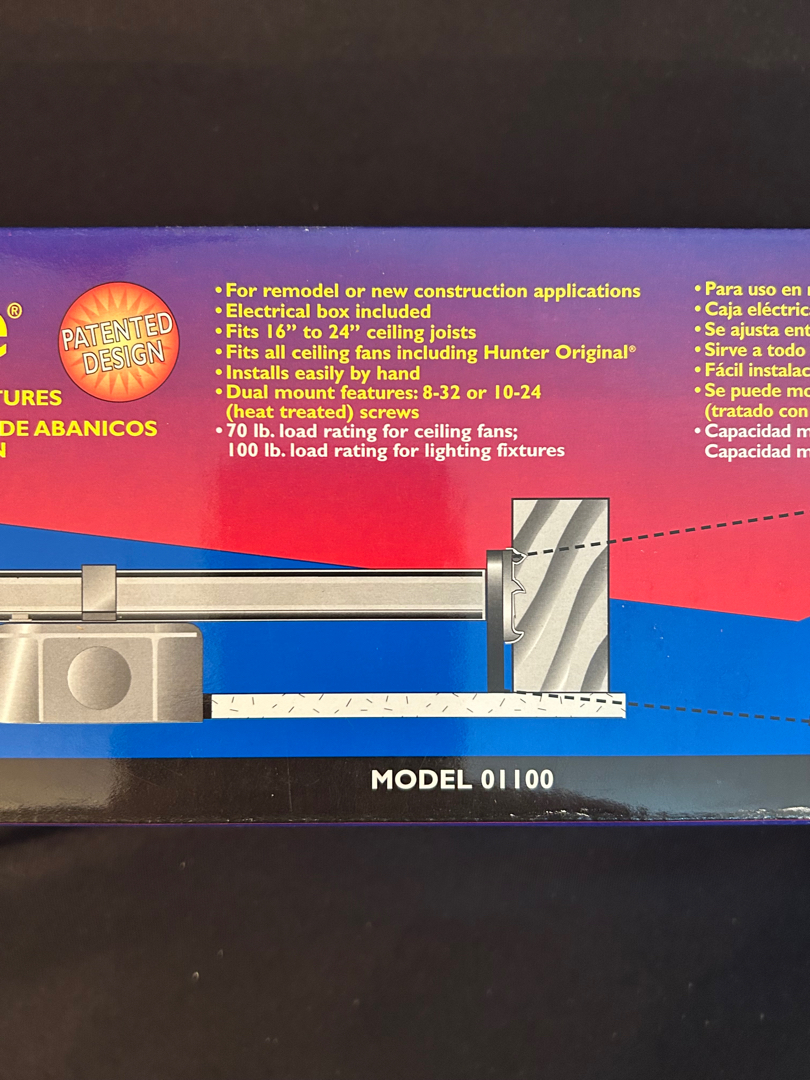 e®
PATENTED
DESIGN
TURES
DE ABANICOS
N
• For remodel or new construction applications
• Electrical box included
• Fits 16” to 24” ceiling joists
• Fits all ceiling fans including Hunter Original®
• Installs easily by hand
• Dual mount features: 8-32 or 10-24
(heat treated) screws
• 70 lb. load rating for ceiling fans;
100 lb. load rating for lighting fixtures
• Para uso en
• Caja eléctric
• Se ajusta ent
• Sirve a todo
• Fácil instalac
• Se puede mo
(tratado con
• Capacidad m
Capacidad m
MODEL 01100